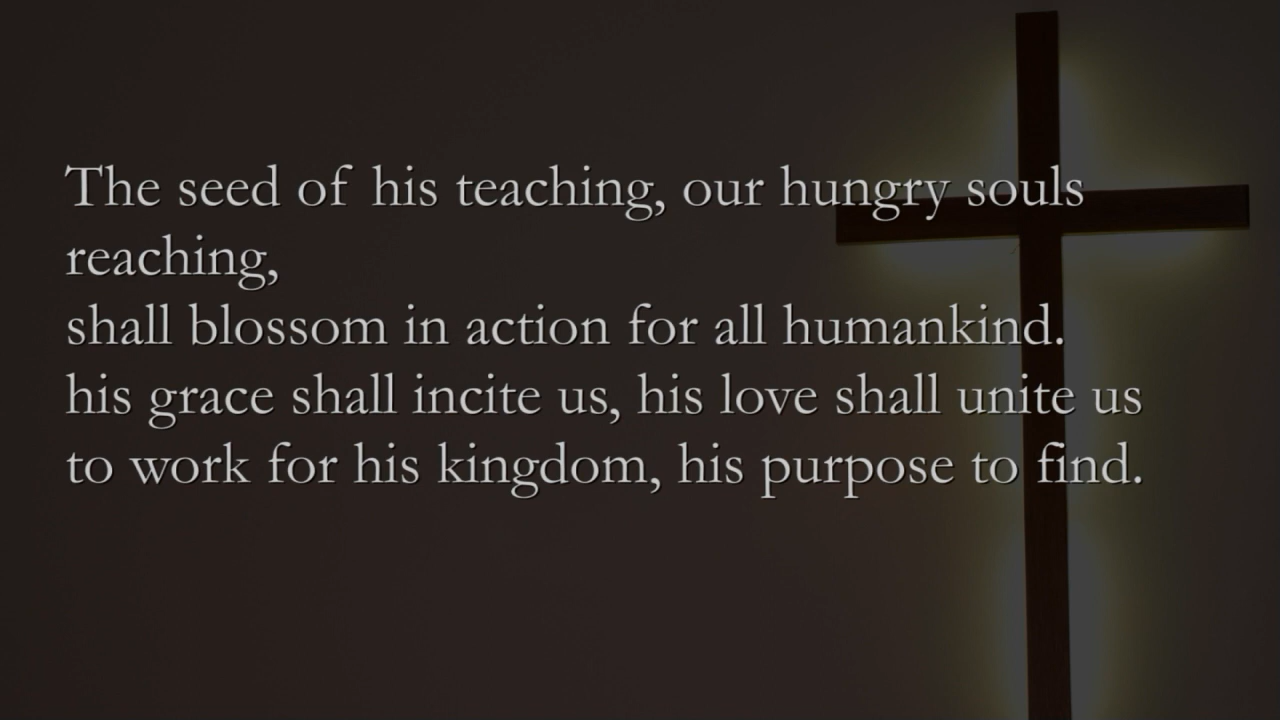 The seed of his teaching, our hungry souls
reaching,
shall blossom in action for all humankind.
his grace shall incite us, his love shall unite us
to work for his kingdom, his purpose to find.